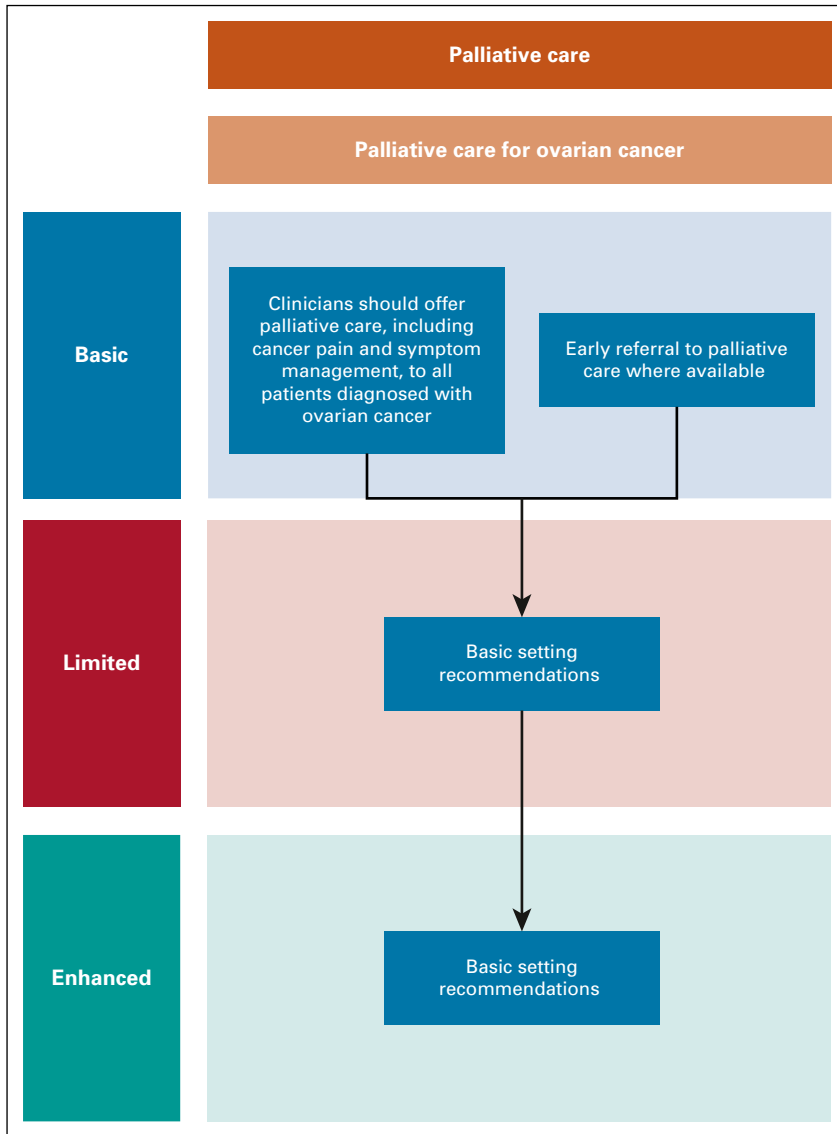 Palliative care
Palliative care for ovarian cancer
Basic
Clinicians should offer
palliative care, including
cancer pain and symptom
management, to all
patients diagnosed with
ovarian cancer
Early referral to palliative
care where available
Limited
Basic setting
recommendations
Enhanced
Basic setting
recommendations